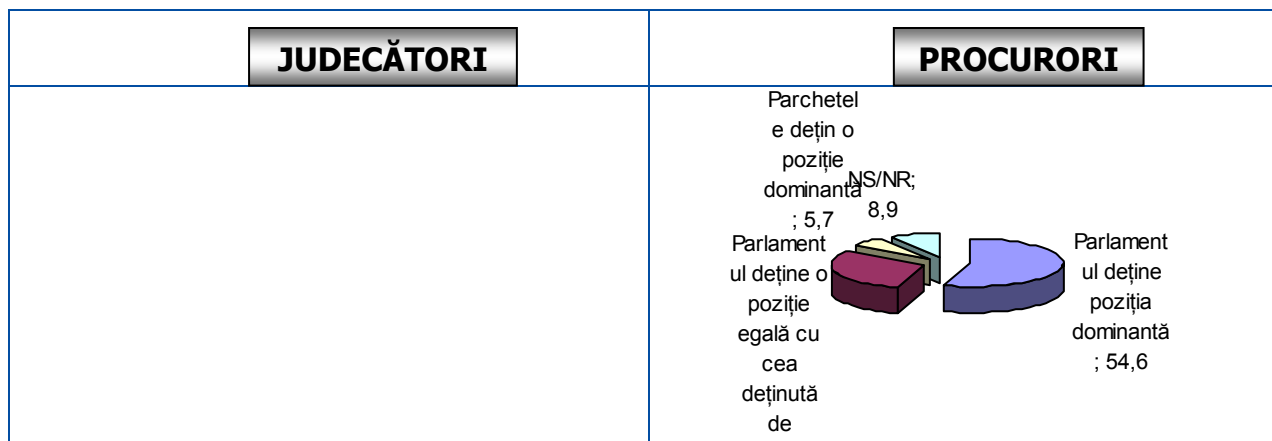 JUDECĂTORI
PROCURORI
Parchetel
e dețin o
poziție
dominantă
; 5,7
NS/NR;
8,9
Parlament
ul deține o
poziție
egală cu
cea
deținută
de
Parlament
ul deține
poziția
dominantă
; 54,6